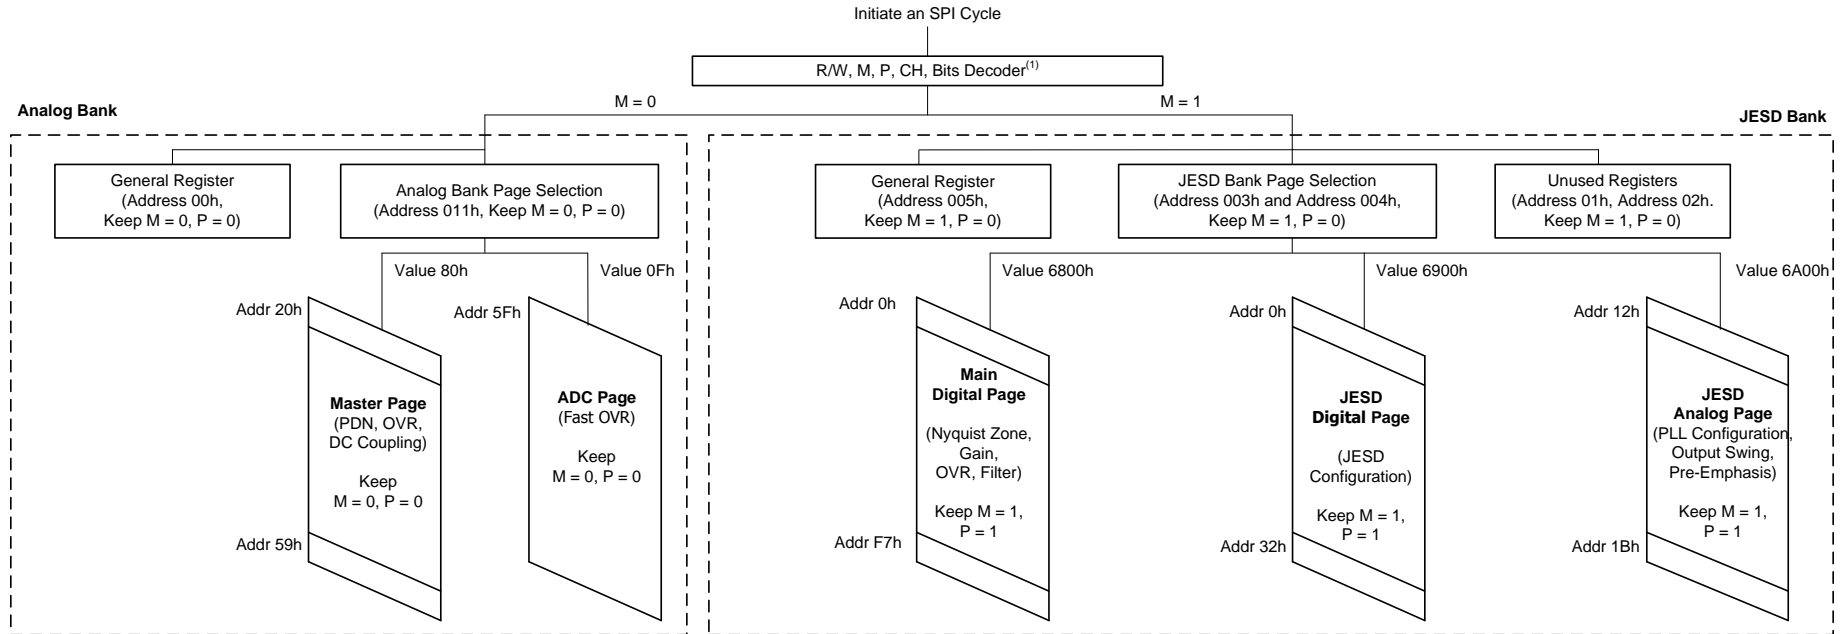 Initiate an SPI Cycle
R/W, M, P, CH, Bits Decoder(1)
M = 0
M = 1
Analog Bank
JESD Bank
General Register
(Address 00h,
Keep M = 0, P = 0)
Analog Bank Page Selection
(Address 011h, Keep M = 0, P = 0)
General Register
(Address 005h,
Keep M = 1, P = 0)
JESD Bank Page Selection
(Address 003h and Address 004h,
Keep M = 1, P = 0)
Unused Registers
(Address 01h, Address 02h.
Keep M = 1, P = 0)
Value 80h
Value 0Fh
Value 6800h
Value 6900h
Value 6A00h
Addr 20h
Master Page
(PDN, OVR,
DC Coupling)
Keep
M = 0, P = 0
Addr 59h
Addr 5Fh
ADC Page
(Fast OVR)
Keep
M = 0, P = 0
Addr 0h
Main
Digital Page
(Nyquist Zone,
Gain,
OVR, Filter)
Keep M = 1,
P = 1
Addr F7h
Addr 0h
JESD
Digital Page
(JESD
Configuration)
Keep M = 1,
P = 1
Addr 32h
Addr 12h
JESD
Analog Page
(PLL Configuration,
Output Swing,
Pre-Emphasis)
Keep M = 1,
P = 1
Addr 1Bh